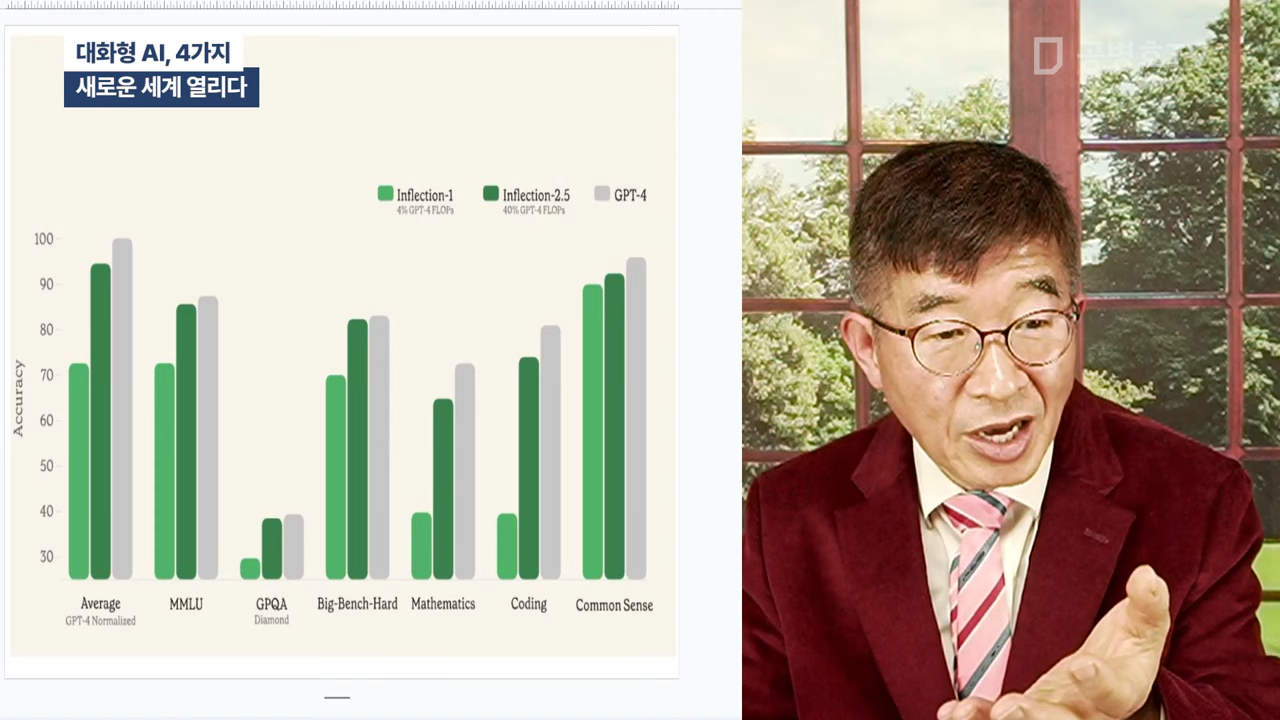 대화형 AI, 4가지
새로운 세계 열리다
Inflection-1
4% GPT-4 FLOPs
Inflection-2.5
40% GPT-4 FLOPs
GPT-4
100
90
80
70
60
50
40
30
Accuracy
Average
GPT-4 Normalized
MMLU
GPQA
Diamond
Big-Bench-Hard
Mathematics
Coding
Common Sense